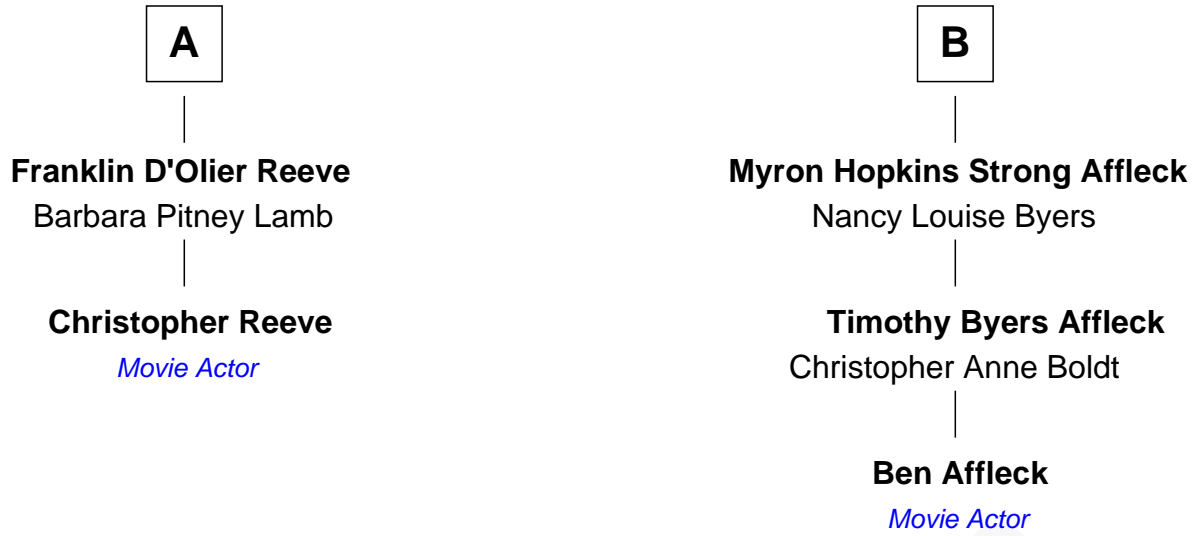 A
Franklin D'Olier Reeve
Barbara Pitney Lamb
Christopher Reeve
Movie Actor
B
Myron Hopkins Strong Affleck
Nancy Louise Byers
Timothy Byers Affleck
Christopher Anne Boldt
Ben Affleck
Movie Actor